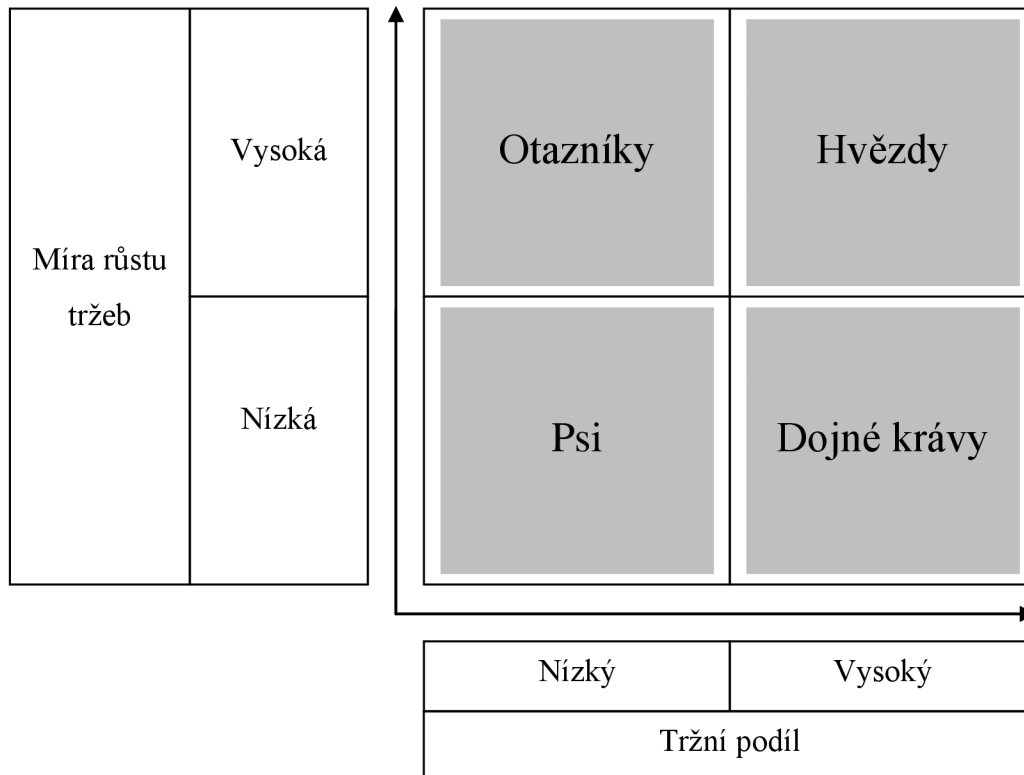 Vysoká
Otazníky
Hvězdy
Míra růstu
tržeb
Nízká
Psi
Dojné krávy
Nízký
Vysoký
Tržní podíl